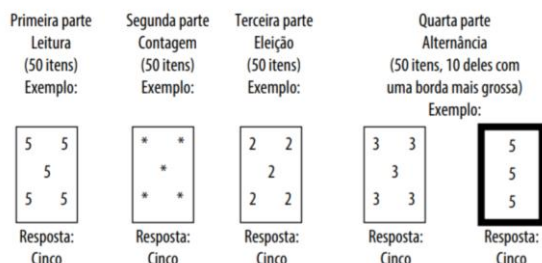 Primeira parte
Leitura
(50 itens)
Exemplo:
Segunda parte
Contagem
(50 itens)
Exemplo:
Terceira parte
Eleição
(50 itens)
Exemplo:
Quarta parte
Alternância
(50 itens, 10 deles com
uma borda mais grossa)
Exemplo:
5 5
5
5 5
* *
*
* *
2 2
2
2 2
3 3
3
3 3
5
5
5
Resposta:
Cinco
Resposta:
Cinco
Resposta:
Cinco
Resposta:
Cinco
Resposta:
Cinco